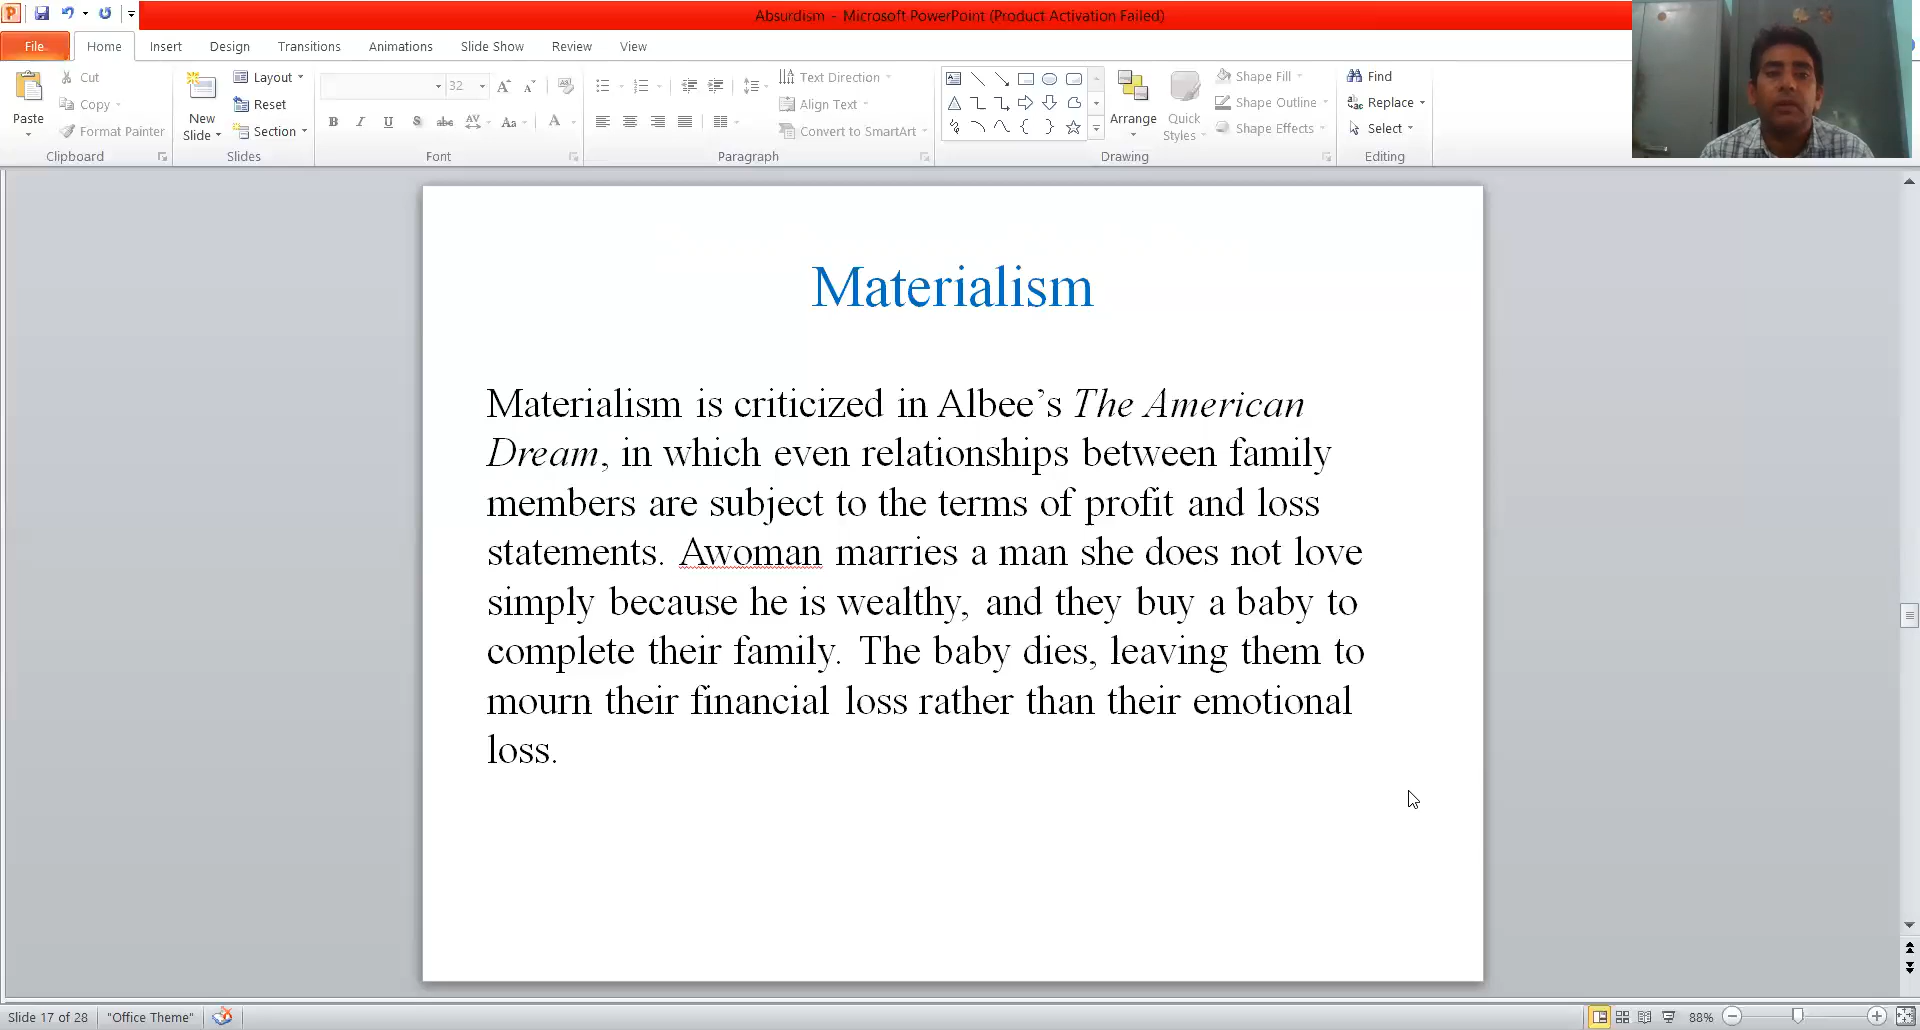 Absurdism - Microsoft PowerPoint (Product Activation Failed)
File Home Insert Design Transitions Animations Slide Show Review View
Paste
Cut
Copy
Format Painter
Clipboard
New
Slide
Layout
Reset
Section
Slides
32
B I U S abc AV Aa A
Font
Text Direction
Align Text
Convert to SmartArt
Paragraph
Arrange
Quick
Styles
Shape Fill
Shape Outline
Shape Effects
Drawing
Find
Replace
Select
Editing
Materialism
Materialism is criticized in Albee’s The American
Dream, in which even relationships between family
members are subject to the terms of profit and loss
statements. Awoman marries a man she does not love
simply because he is wealthy, and they buy a baby to
complete their family. The baby dies, leaving them to
mourn their financial loss rather than their emotional
loss.
Slide 17 of 28 "Office Theme" 88%